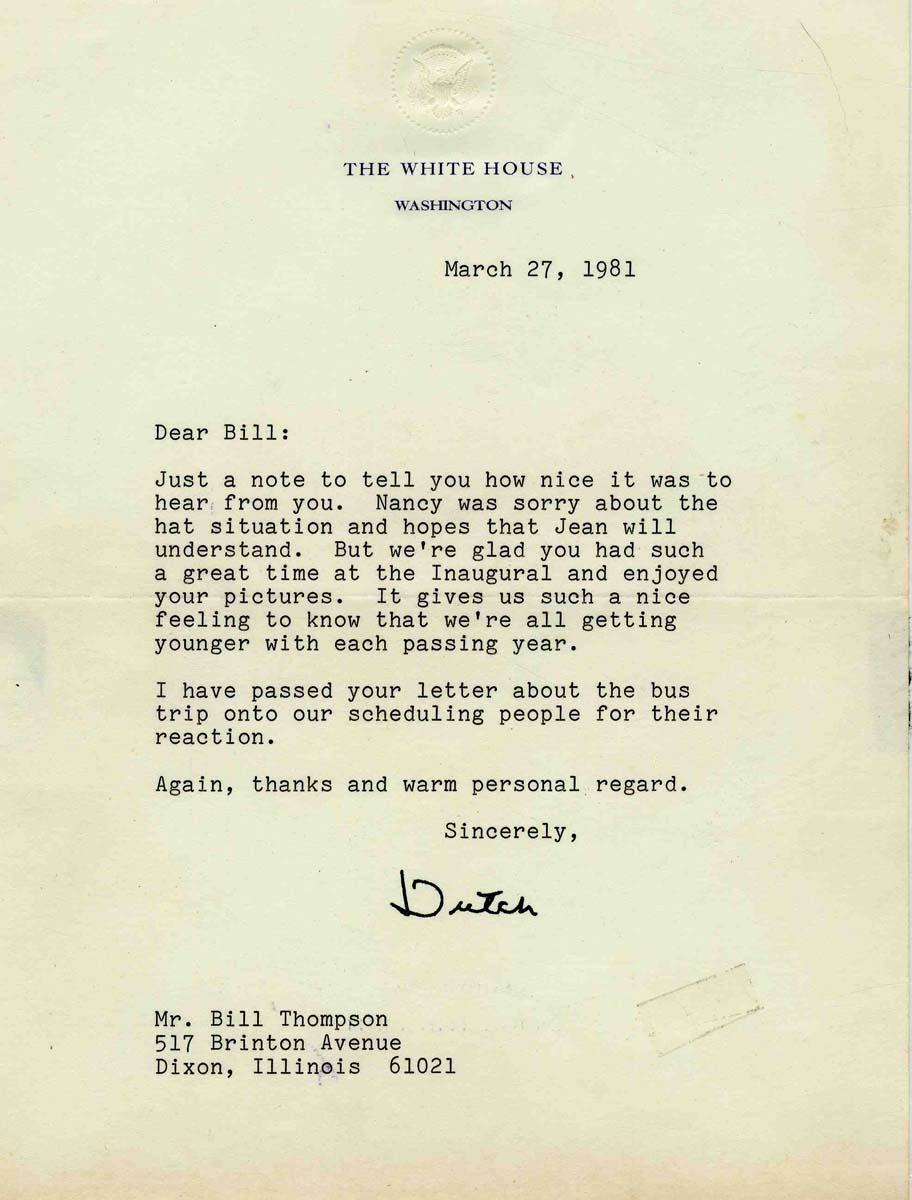 THE WHITE HOUSE
WASHINGTON
March 27, 1981
Dear Bill:
Just a note to tell you how nice it was to
hear from you. Nancy was sorry about the
hat situation and hopes that Jean will
understand. But we're glad you had such
a great time at the Inaugural and enjoyed
your pictures. It gives us such a nice
feeling to know that we're all getting
younger with each passing year.
I have passed your letter about the bus
trip onto our scheduling people for their
reaction.
Again, thanks and warm personal regard.
Sincerely,
Dutch
Mr. Bill Thompson
517 Brinton Avenue
Dixon, Illinois 61021